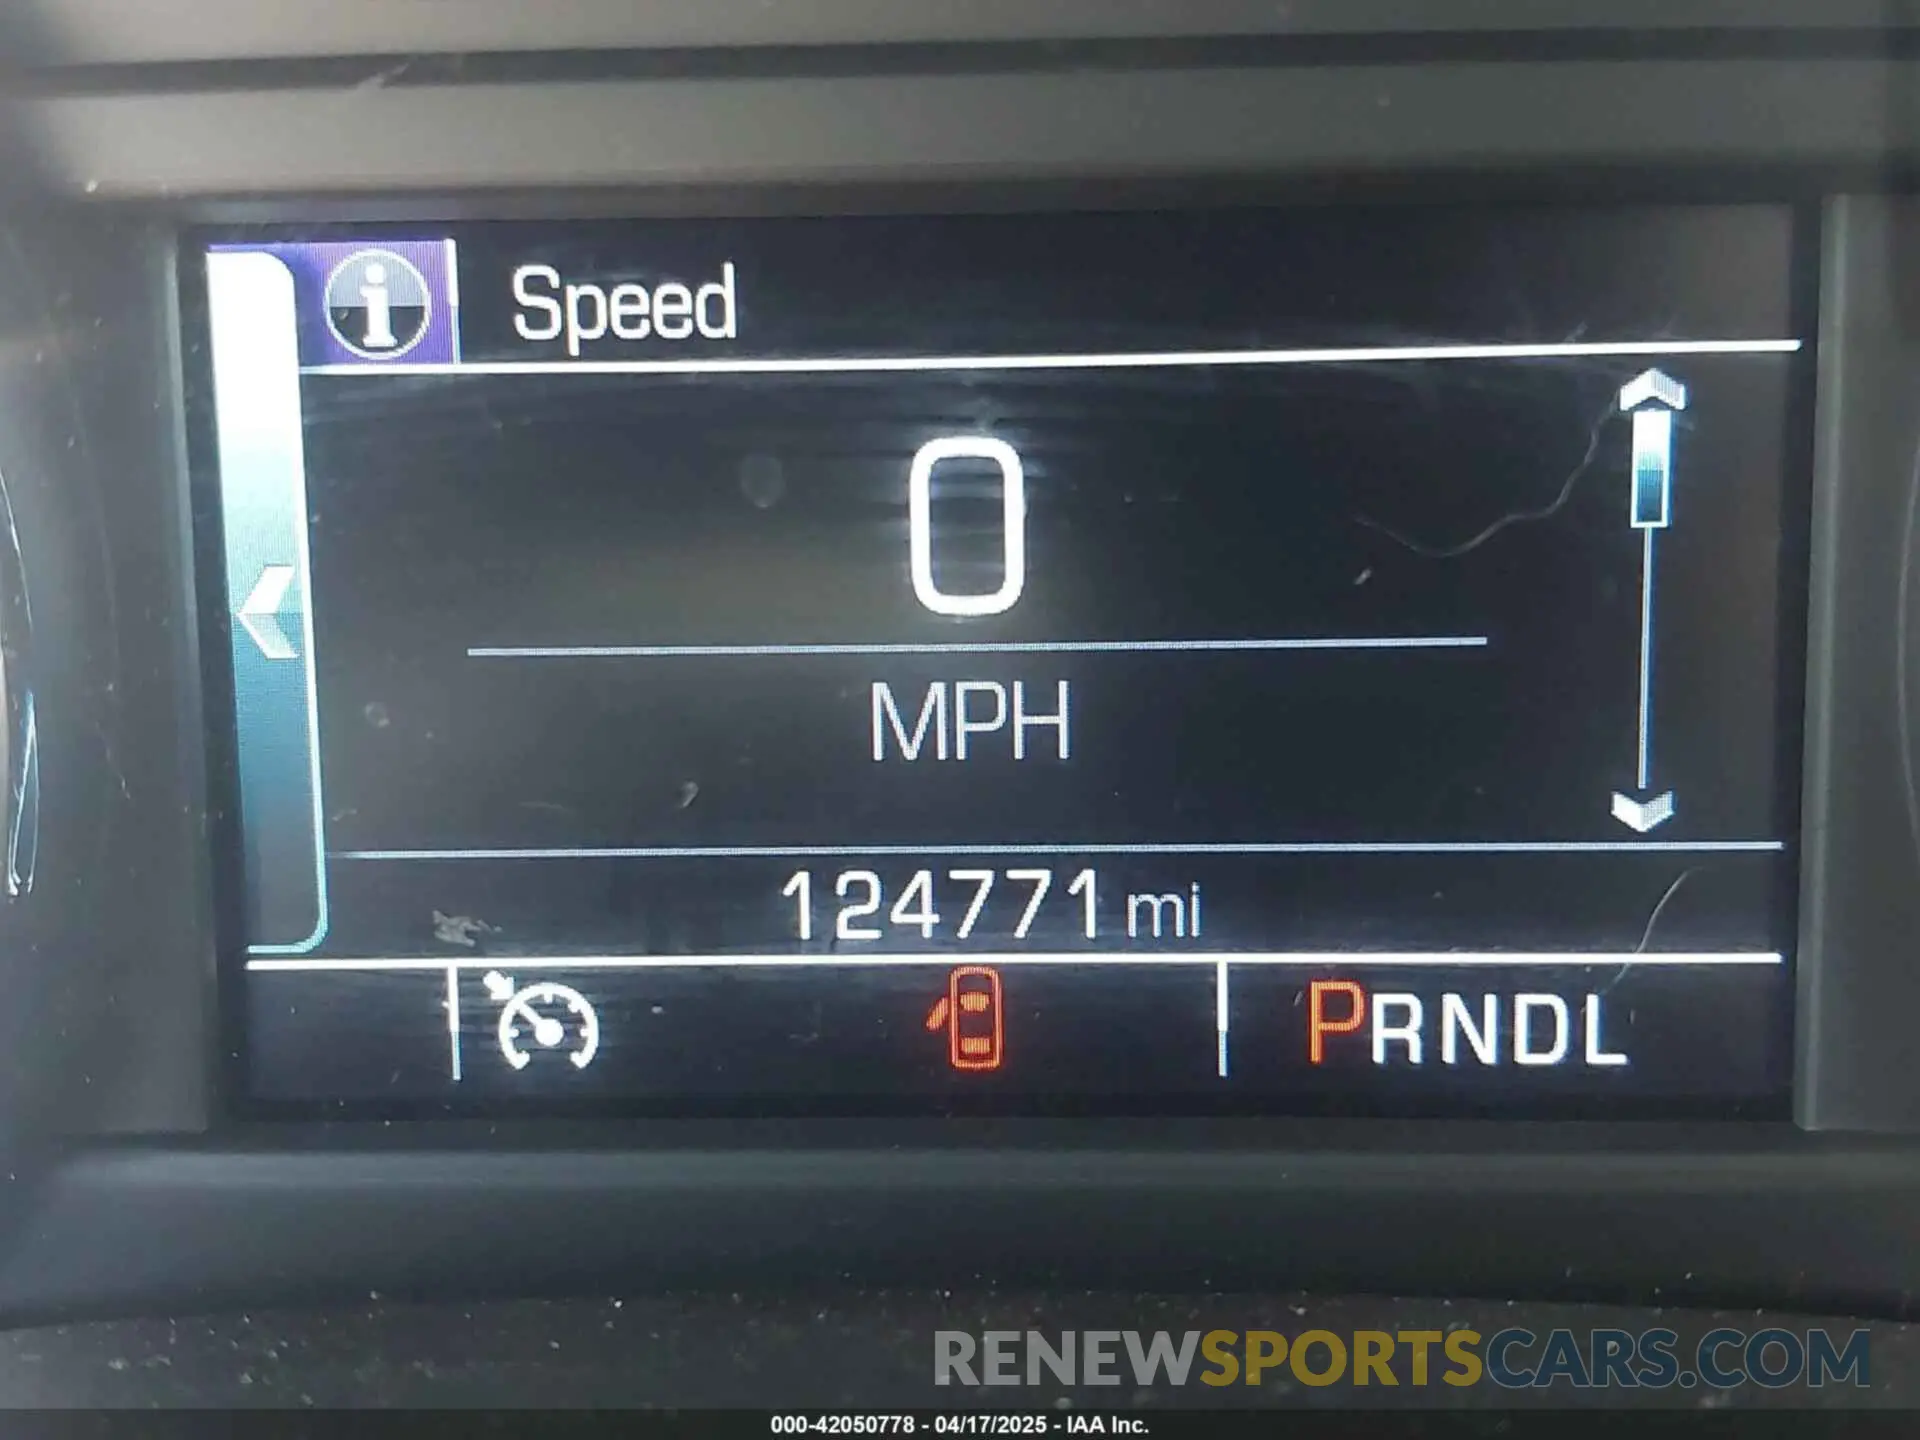 i Speed
0
MPH
124771 mi
PRNDL
RENEWSPORTSCARS.COM
000-42050778 - 04/17/2025 - IAA Inc.